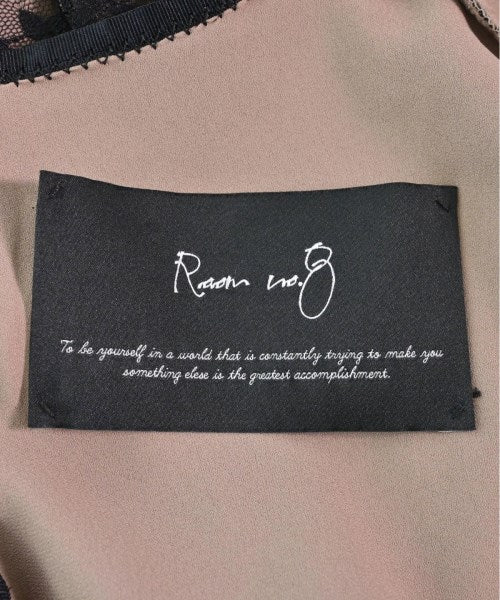 Room no.8
To be yourself in a world that is constantly trying to make you
something elese is the greatest accomplishment.